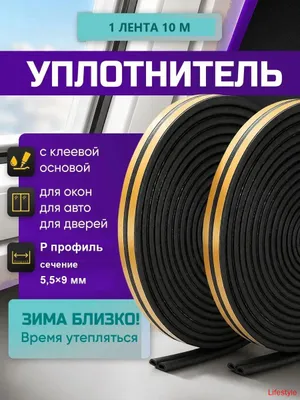 1 ЛЕНТА 10 М
УПЛОТНИТЕЛЬ
с клеевой
основой
для окон
для авто
для дверей
Р профиль
сечение
5,5×9 мм
ЗИМА БЛИЗКО!
Время утепляться
Lifestyle